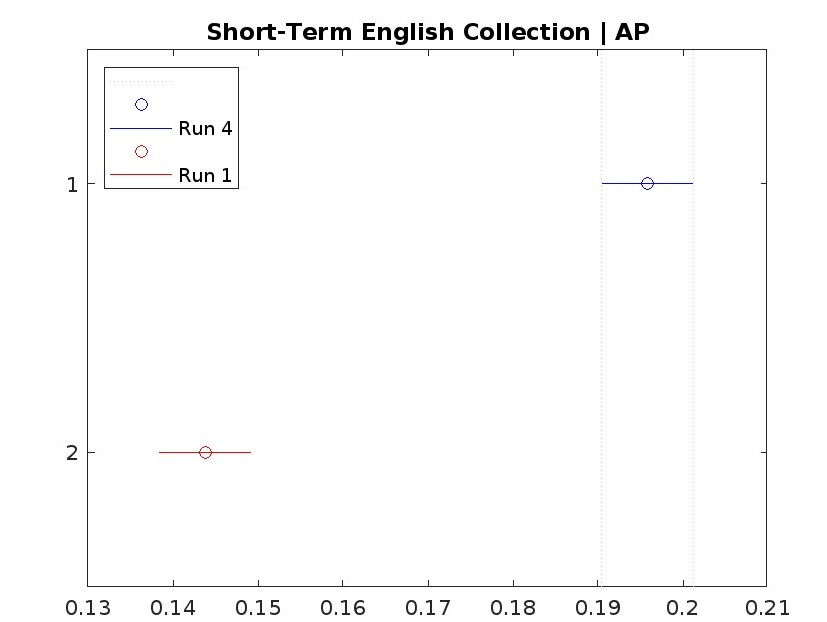 Short-Term English Collection | AP
Run 4
Run 1
1
2
0.13 0.14 0.15 0.16 0.17 0.18 0.19 0.2 0.21